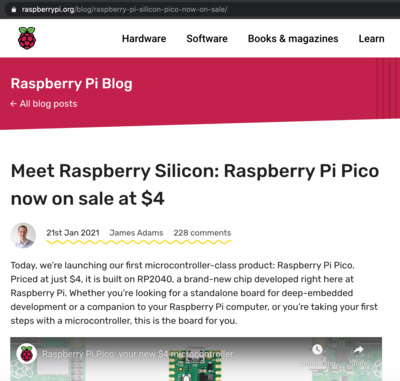 raspberrypi.org/blog/raspberry-pi-silicon-pico-now-on-sale/
Hardware Software Books & magazines Learn
Raspberry Pi Blog
← All blog posts
Meet Raspberry Silicon: Raspberry Pi Pico
now on sale at $4
21st Jan 2021 James Adams 228 comments
Today, we're launching our first microcontroller-class product: Raspberry Pi Pico.
Priced at just $4, it is built on RP2040, a brand-new chip developed right here at
Raspberry Pi. Whether you're looking for a standalone board for deep-embedded
development or a companion to your Raspberry Pi computer, or you're taking your first
steps with a microcontroller, this is the board for you.
Raspberry Pi Pico: your new $4 microcontroller
Share